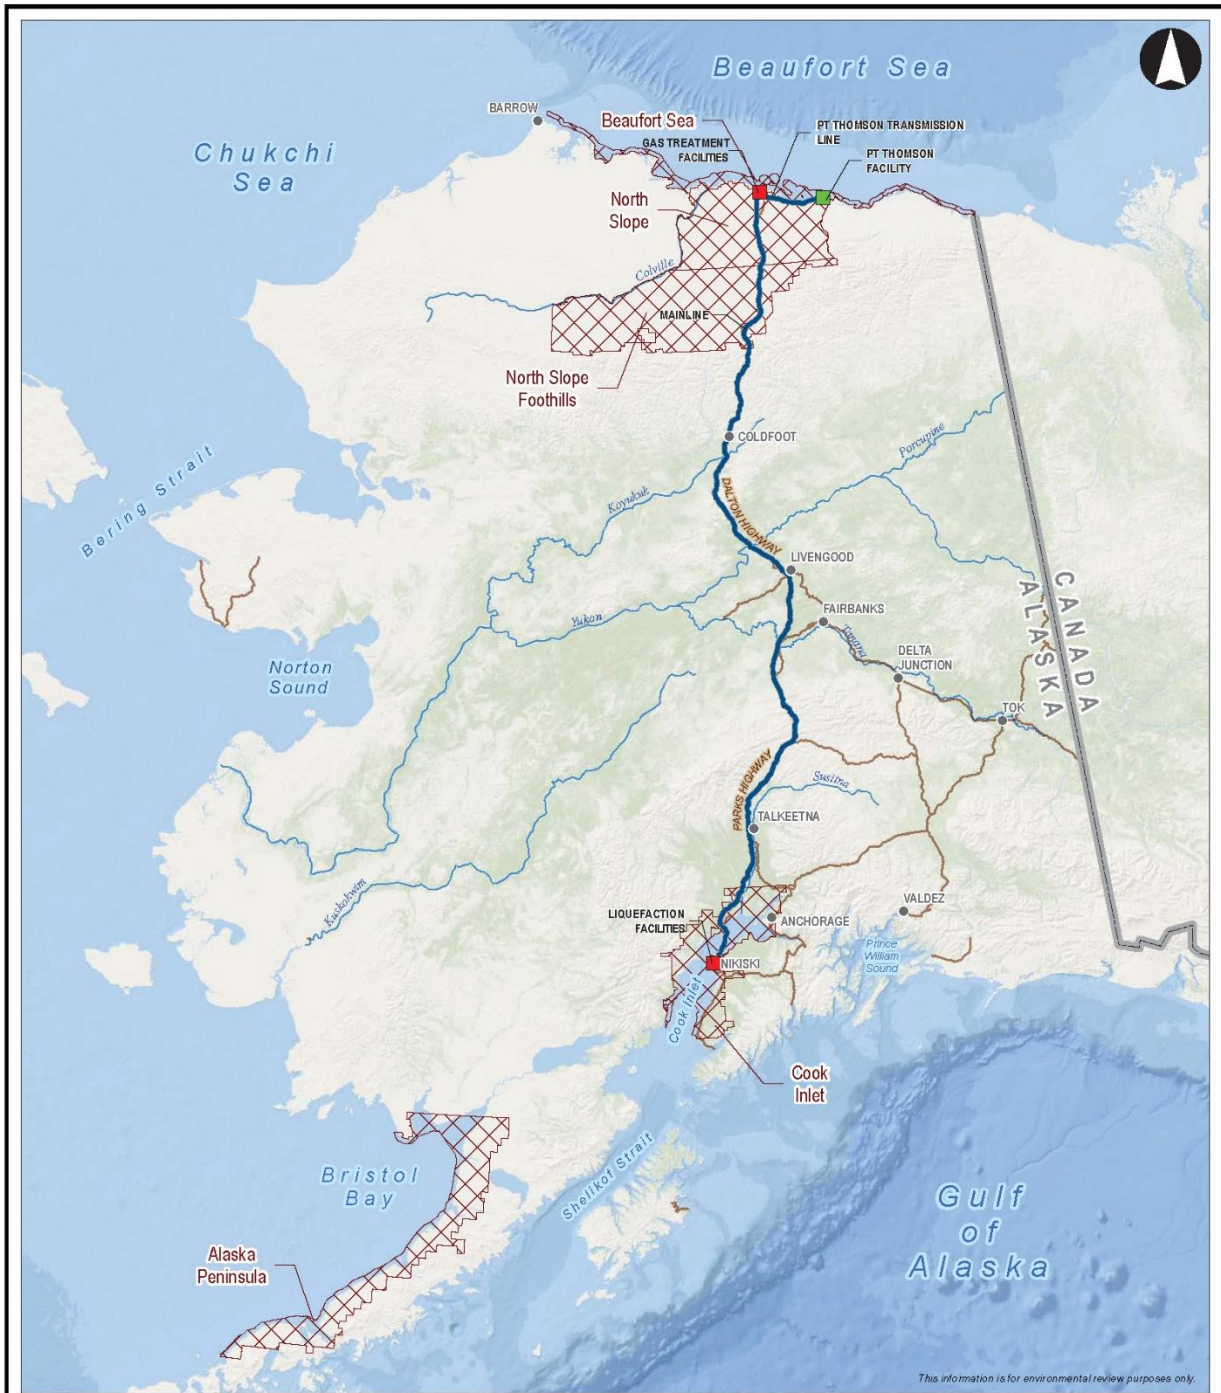 Beaufort Sea
BARROW
Beaufort Sea
PT THOMSON TRANSMISSION
LINE
GAS TREATMENT
FACILITIES
PT THOMSON
FACILITY
Chukchi
Sea
North
Slope
Colville
MAINLINE
North Slope
Foothills
COLDFOOT
Porcupine
Koyukuk
DALTON HIGHWAY
Bering Strait
LIVENGOOD
CANADA
ALASKA
Yukon
FAIRBANKS
Tanana
DELTA
JUNCTION
Norton
Sound
TOK
PARKS HIGHWAY
Susitna
TALKEETNA
Kuskokwim
LIQUEFACTION
FACILITIES
ANCHORAGE
VALDEZ
Prince
William
Sound
NIKISKI
Cook Inlet
Cook
Inlet
Shelikof Strait
Bristol
Bay
Gulf
of
Alaska
Alaska
Peninsula
This information is for environmental review purposes only.